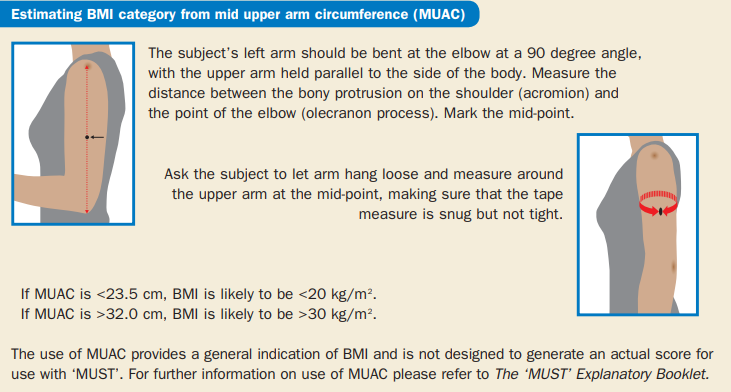 Estimating BMI category from mid upper arm circumference (MUAC)
The subject’s left arm should be bent at the elbow at a 90 degree angle,
with the upper arm held parallel to the side of the body. Measure the
distance between the bony protrusion on the shoulder (acromion) and
the point of the elbow (olecranon process). Mark the mid-point.
Ask the subject to let arm hang loose and measure around
the upper arm at the mid-point, making sure that the tape
measure is snug but not tight.
If MUAC is <23.5 cm, BMI is likely to be <20 kg/m².
If MUAC is >32.0 cm, BMI is likely to be >30 kg/m².
The use of MUAC provides a general indication of BMI and is not designed to generate an actual score for
use with ‘MUST’. For further information on use of MUAC please refer to The ‘MUST’ Explanatory Booklet.